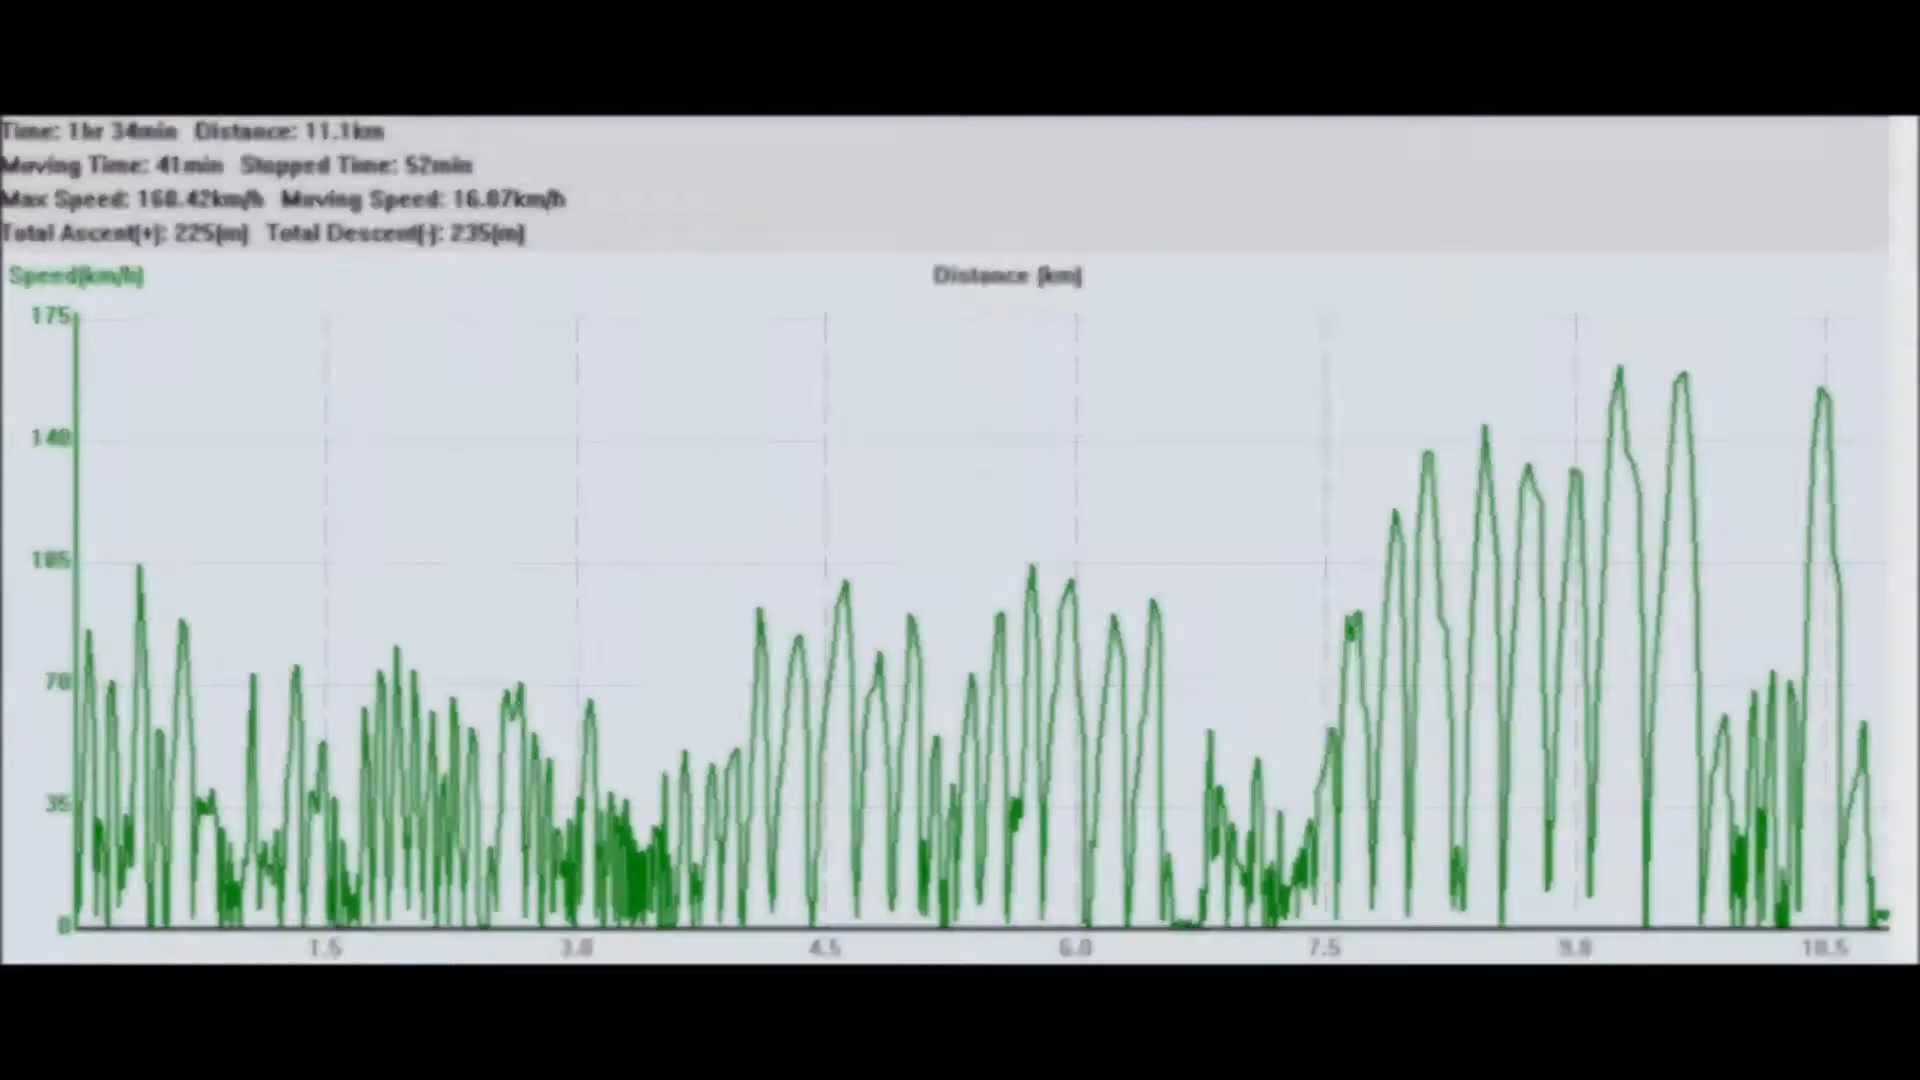 Time: 1hr 34min Distance: 11.1km
Moving Time: 41min Stopped Time: 52min
Max Speed: 160.42km/h Moving Speed: 16.07km/h
Total Ascent(+): 225(m) Total Descent(-): 235(m)
Speed(km/h) Distance (km)
175
140
105
70
35
0
1.5 3.0 4.5 6.0 7.5 9.0 10.5